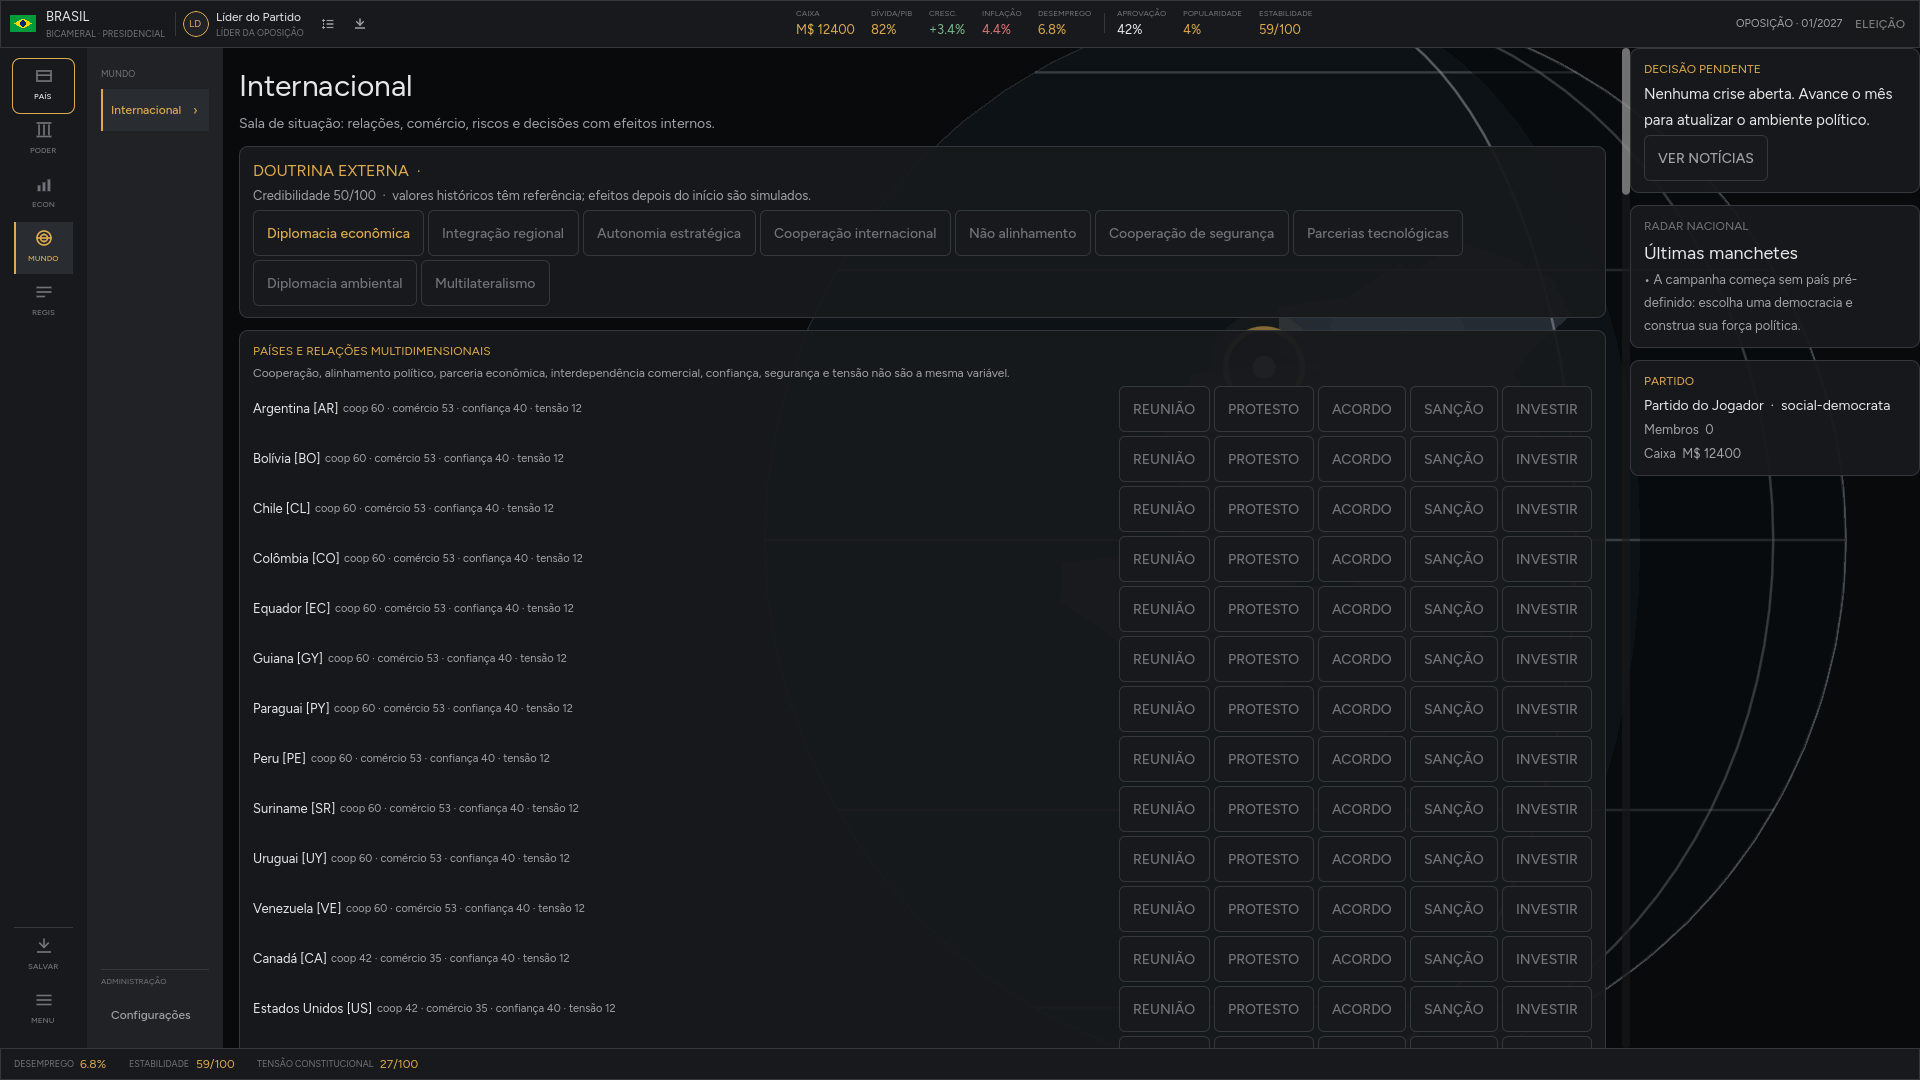 BRASIL
BICAMERAL · PRESIDENCIAL
LD
Líder do Partido
LÍDER DA OPOSIÇÃO
CAIXA
M$ 12400
DÍVIDA/PIB
82%
CRESC.
+3.4%
INFLAÇÃO
4.4%
DESEMPREGO
6.8%
APROVAÇÃO
42%
POPULARIDADE
4%
ESTABILIDADE
59/100
OPOSIÇÃO · 01/2027
ELEIÇÃO
PAÍS
PODER
ECON
MUNDO
REGIS
SALVAR
MENU
MUNDO
Internacional ›
ADMINISTRAÇÃO
Configurações
Internacional
Sala de situação: relações, comércio, riscos e decisões com efeitos internos.
DOUTRINA EXTERNA ·
Credibilidade 50/100 · valores históricos têm referência; efeitos depois do início são simulados.
Diplomacia econômica Integração regional Autonomia estratégica Cooperação internacional Não alinhamento Cooperação de segurança Parcerias tecnológicas
Diplomacia ambiental Multilateralismo
PAÍSES E RELAÇÕES MULTIDIMENSIONAIS
Cooperação, alinhamento político, parceria econômica, interdependência comercial, confiança, segurança e tensão não são a mesma variável.
Argentina [AR] coop 60 · comércio 53 · confiança 40 · tensão 12 REUNIÃO PROTESTO ACORDO SANÇÃO INVESTIR
Bolívia [BO] coop 60 · comércio 53 · confiança 40 · tensão 12 REUNIÃO PROTESTO ACORDO SANÇÃO INVESTIR
Chile [CL] coop 60 · comércio 53 · confiança 40 · tensão 12 REUNIÃO PROTESTO ACORDO SANÇÃO INVESTIR
Colômbia [CO] coop 60 · comércio 53 · confiança 40 · tensão 12 REUNIÃO PROTESTO ACORDO SANÇÃO INVESTIR
Equador [EC] coop 60 · comércio 53 · confiança 40 · tensão 12 REUNIÃO PROTESTO ACORDO SANÇÃO INVESTIR
Guiana [GY] coop 60 · comércio 53 · confiança 40 · tensão 12 REUNIÃO PROTESTO ACORDO SANÇÃO INVESTIR
Paraguai [PY] coop 60 · comércio 53 · confiança 40 · tensão 12 REUNIÃO PROTESTO ACORDO SANÇÃO INVESTIR
Peru [PE] coop 60 · comércio 53 · confiança 40 · tensão 12 REUNIÃO PROTESTO ACORDO SANÇÃO INVESTIR
Suriname [SR] coop 60 · comércio 53 · confiança 40 · tensão 12 REUNIÃO PROTESTO ACORDO SANÇÃO INVESTIR
Uruguai [UY] coop 60 · comércio 53 · confiança 40 · tensão 12 REUNIÃO PROTESTO ACORDO SANÇÃO INVESTIR
Venezuela [VE] coop 60 · comércio 53 · confiança 40 · tensão 12 REUNIÃO PROTESTO ACORDO SANÇÃO INVESTIR
Canadá [CA] coop 42 · comércio 35 · confiança 40 · tensão 12 REUNIÃO PROTESTO ACORDO SANÇÃO INVESTIR
Estados Unidos [US] coop 42 · comércio 35 · confiança 40 · tensão 12 REUNIÃO PROTESTO ACORDO SANÇÃO INVESTIR
DECISÃO PENDENTE
Nenhuma crise aberta. Avance o mês
para atualizar o ambiente político.
VER NOTÍCIAS
RADAR NACIONAL
Últimas manchetes
• A campanha começa sem país pré-
definido: escolha uma democracia e
construa sua força política.
PARTIDO
Partido do Jogador · social-democrata
Membros 0
Caixa M$ 12400
DESEMPREGO 6.8% ESTABILIDADE 59/100 TENSÃO CONSTITUCIONAL 27/100